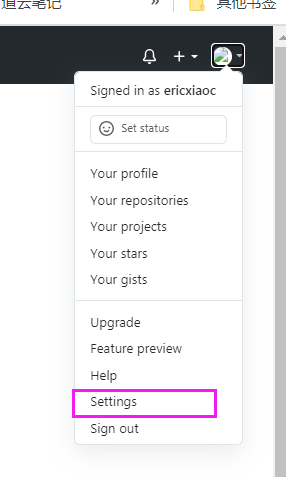 道云笔记
»
其他书签
Signed in as ericxiaoc
Set status
Your profile
Your repositories
Your projects
Your stars
Your gists
Upgrade
Feature preview
Help
Settings
Sign out